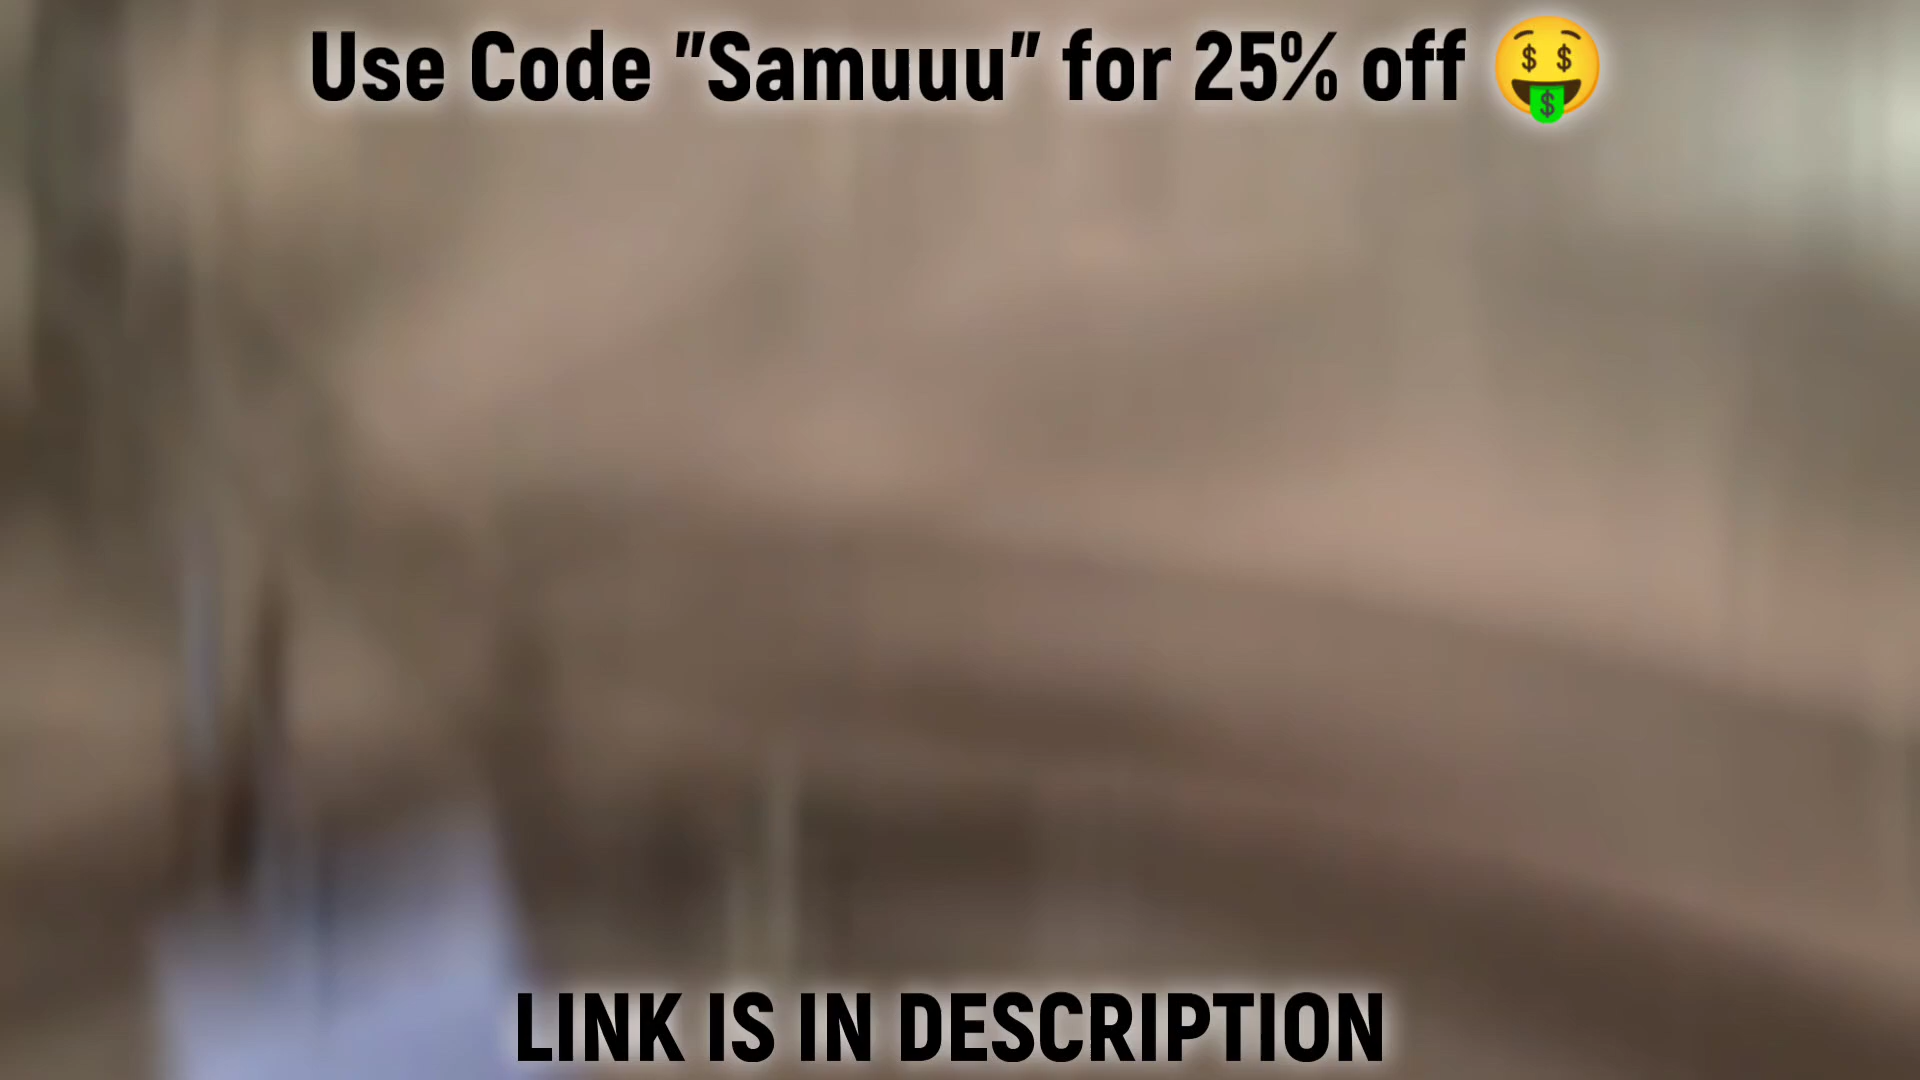 Use Code "Samuuu" for 25% off 🤑
LINK IS IN DESCRIPTION